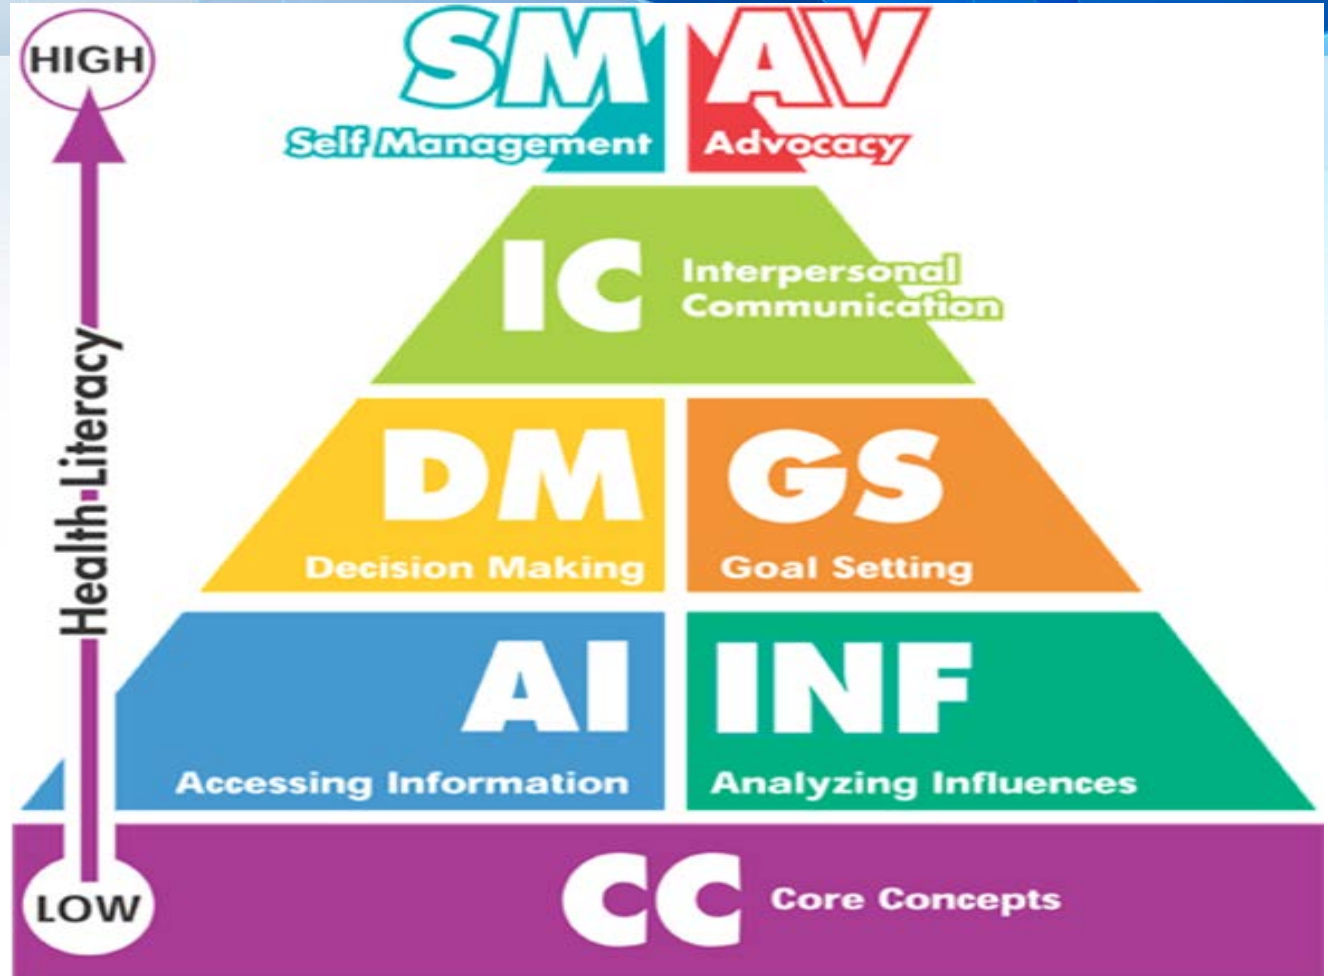 HIGH
SM AV
Self Management Advocacy
IC Interpersonal
Communication
Health Literacy
DM GS
Decision Making Goal Setting
AI INF
Accessing Information Analyzing Influences
LOW
CC Core Concepts